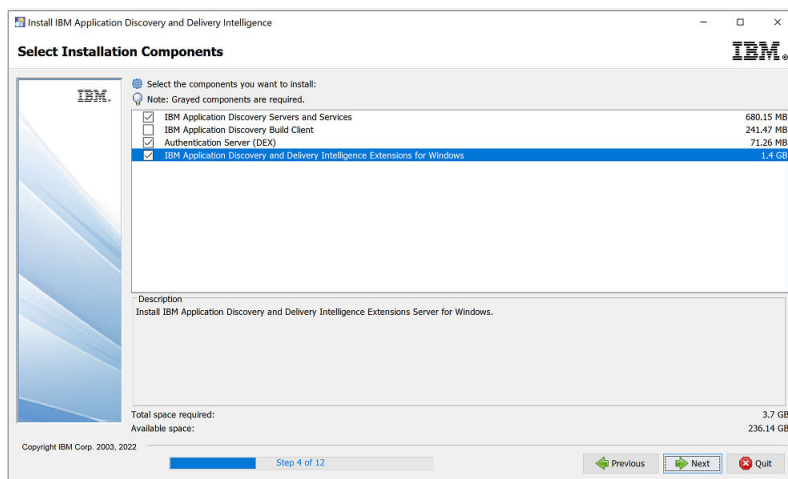 Install IBM Application Discovery and Delivery Intelligence
Select Installation Components
IBM®
IBM.
Select the components you want to install:
Note: Grayed components are required.
IBM Application Discovery Servers and Services 680.15 MB
IBM Application Discovery Build Client 241.47 MB
Authentication Server (DEX) 71.26 MB
IBM Application Discovery and Delivery Intelligence Extensions for Windows 1.4 GB
Description
Install IBM Application Discovery and Delivery Intelligence Extensions Server for Windows.
Total space required: 3.7 GB
Available space: 236.14 GB
Copyright IBM Corp. 2003, 2022
Step 4 of 12
Previous Next Quit